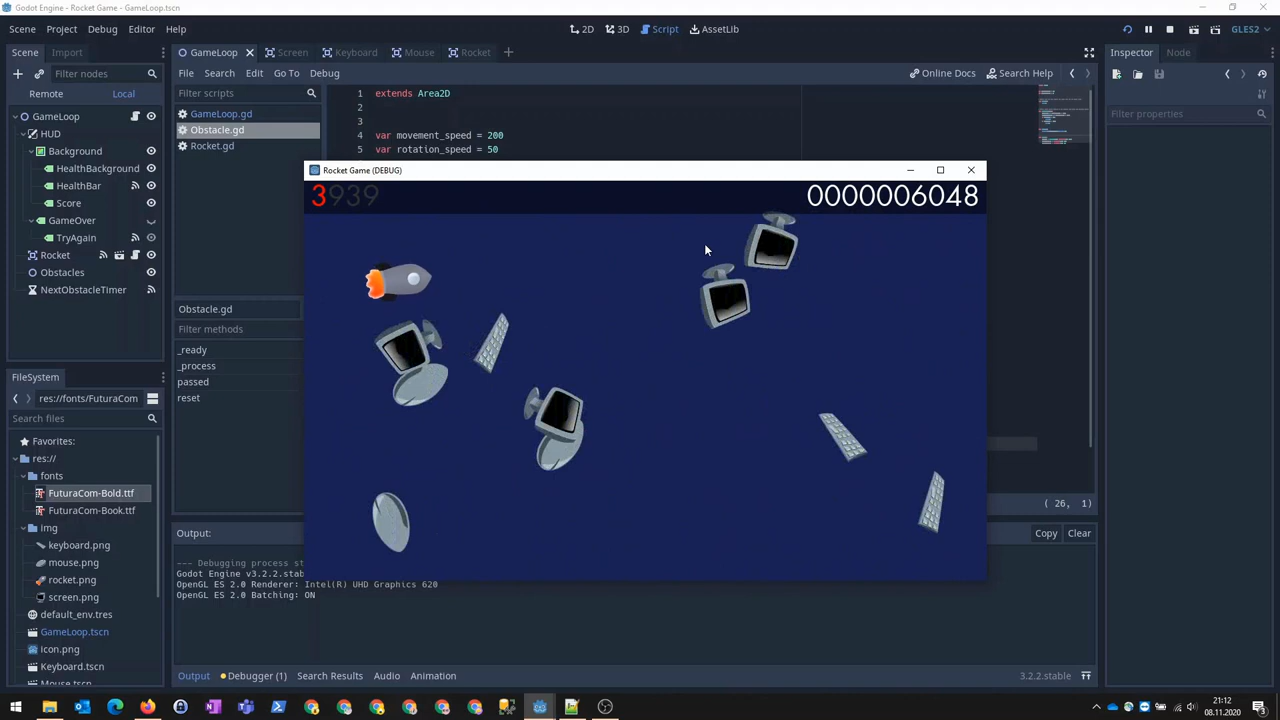 Godot Engine - Rocket Game - GameLoop.tscn
Scene Project Debug Editor Help
2D 3D Script AssetLib
GLES2
Scene Import
GameLoop Screen Keyboard Mouse Rocket
Inspector Node
Filter nodes
File Search Edit Go To Debug
Online Docs Search Help
Remote Local
Filter scripts
1 extends Area2D
2
3
4 var movement_speed = 200
5 var rotation_speed = 50
Filter properties
GameLoop
HUD
Background
HealthBackground
HealthBar
Score
GameOver
TryAgain
Rocket
Obstacles
NextObstacleTimer
GameLoop.gd
Obstacle.gd
Rocket.gd
Rocket Game (DEBUG)
3939
0000006048
Obstacle.gd
Filter methods
_ready
_process
passed
reset
FileSystem
res://fonts/FuturaCom
Search files
Favorites:
res://
fonts
FuturaCom-Bold.ttf
FuturaCom-Book.ttf
img
keyboard.png
mouse.png
rocket.png
screen.png
default_env.tres
GameLoop.tscn
icon.png
Keyboard.tscn
Mouse.tscn
( 26, 1)
Output:
Copy Clear
--- Debugging process st
Godot Engine v3.2.2.stab
OpenGL ES 2.0 Renderer: Intel(R) UHD Graphics 620
OpenGL ES 2.0 Batching: ON
Output Debugger (1) Search Results Audio Animation
3.2.2.stable
21:12
08.11.2020